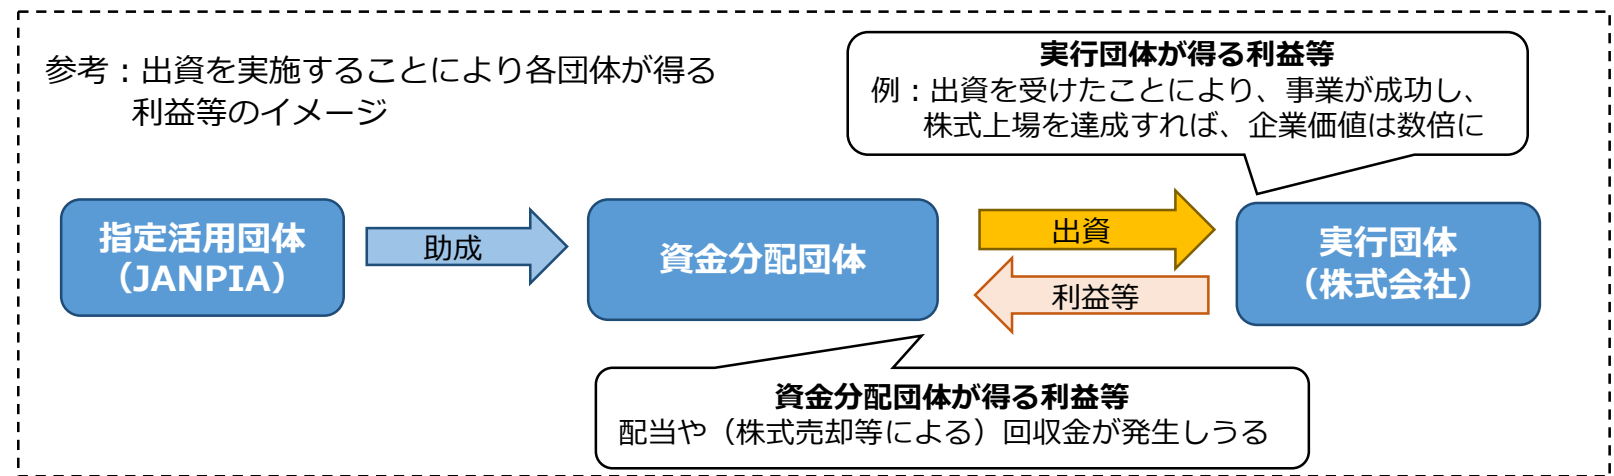 参考：出資を実施することにより各団体が得る
利益等のイメージ
実行団体が得る利益等
例：出資を受けたことにより、事業が成功し、
株式上場を達成すれば、企業価値は数倍に
指定活用団体
（JANPIA）
助成
資金分配団体
出資
利益等
実行団体
（株式会社）
資金分配団体が得る利益等
配当や（株式売却等による）回収金が発生しうる